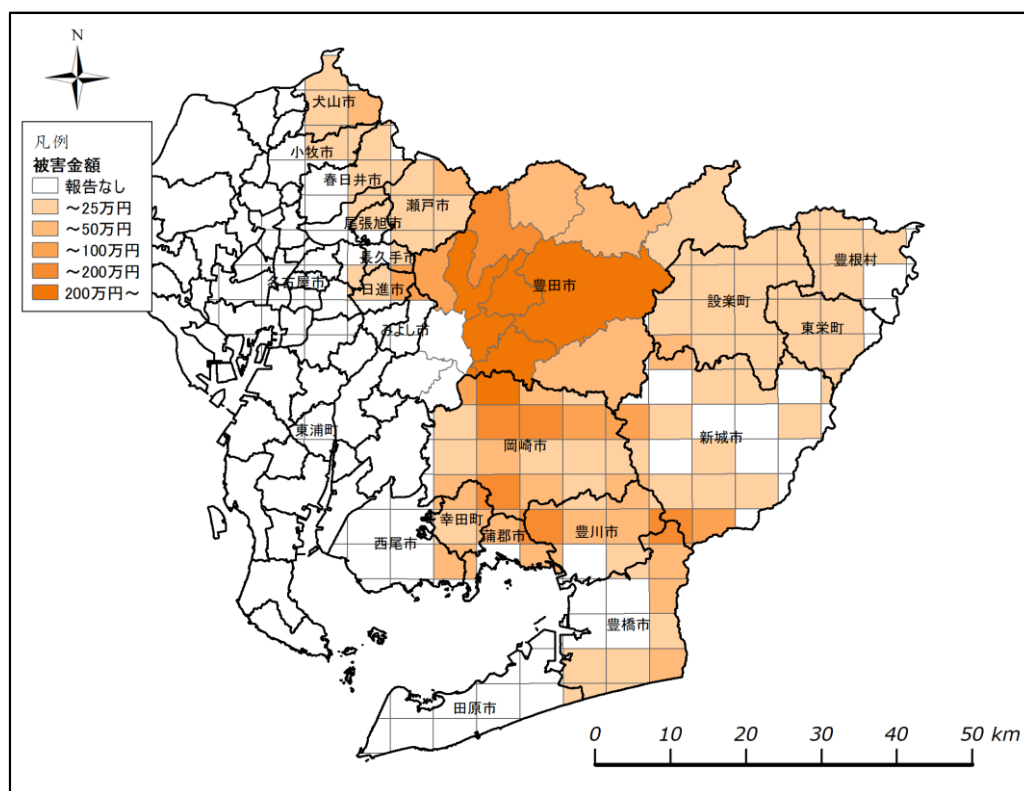 N
凡例
被害金額
報告なし
～25万円
～50万円
～100万円
～200万円
200万円～
犬山市
小牧市
春日井市
瀬戸市
尾張旭市
長久手市
名古屋市
日進市
みよし市
豊田市
豊根村
設楽町
東栄町
東浦町
岡崎市
新城市
西尾市
幸田町
蒲郡市
豊川市
豊橋市
田原市
0 10 20 30 40 50 km